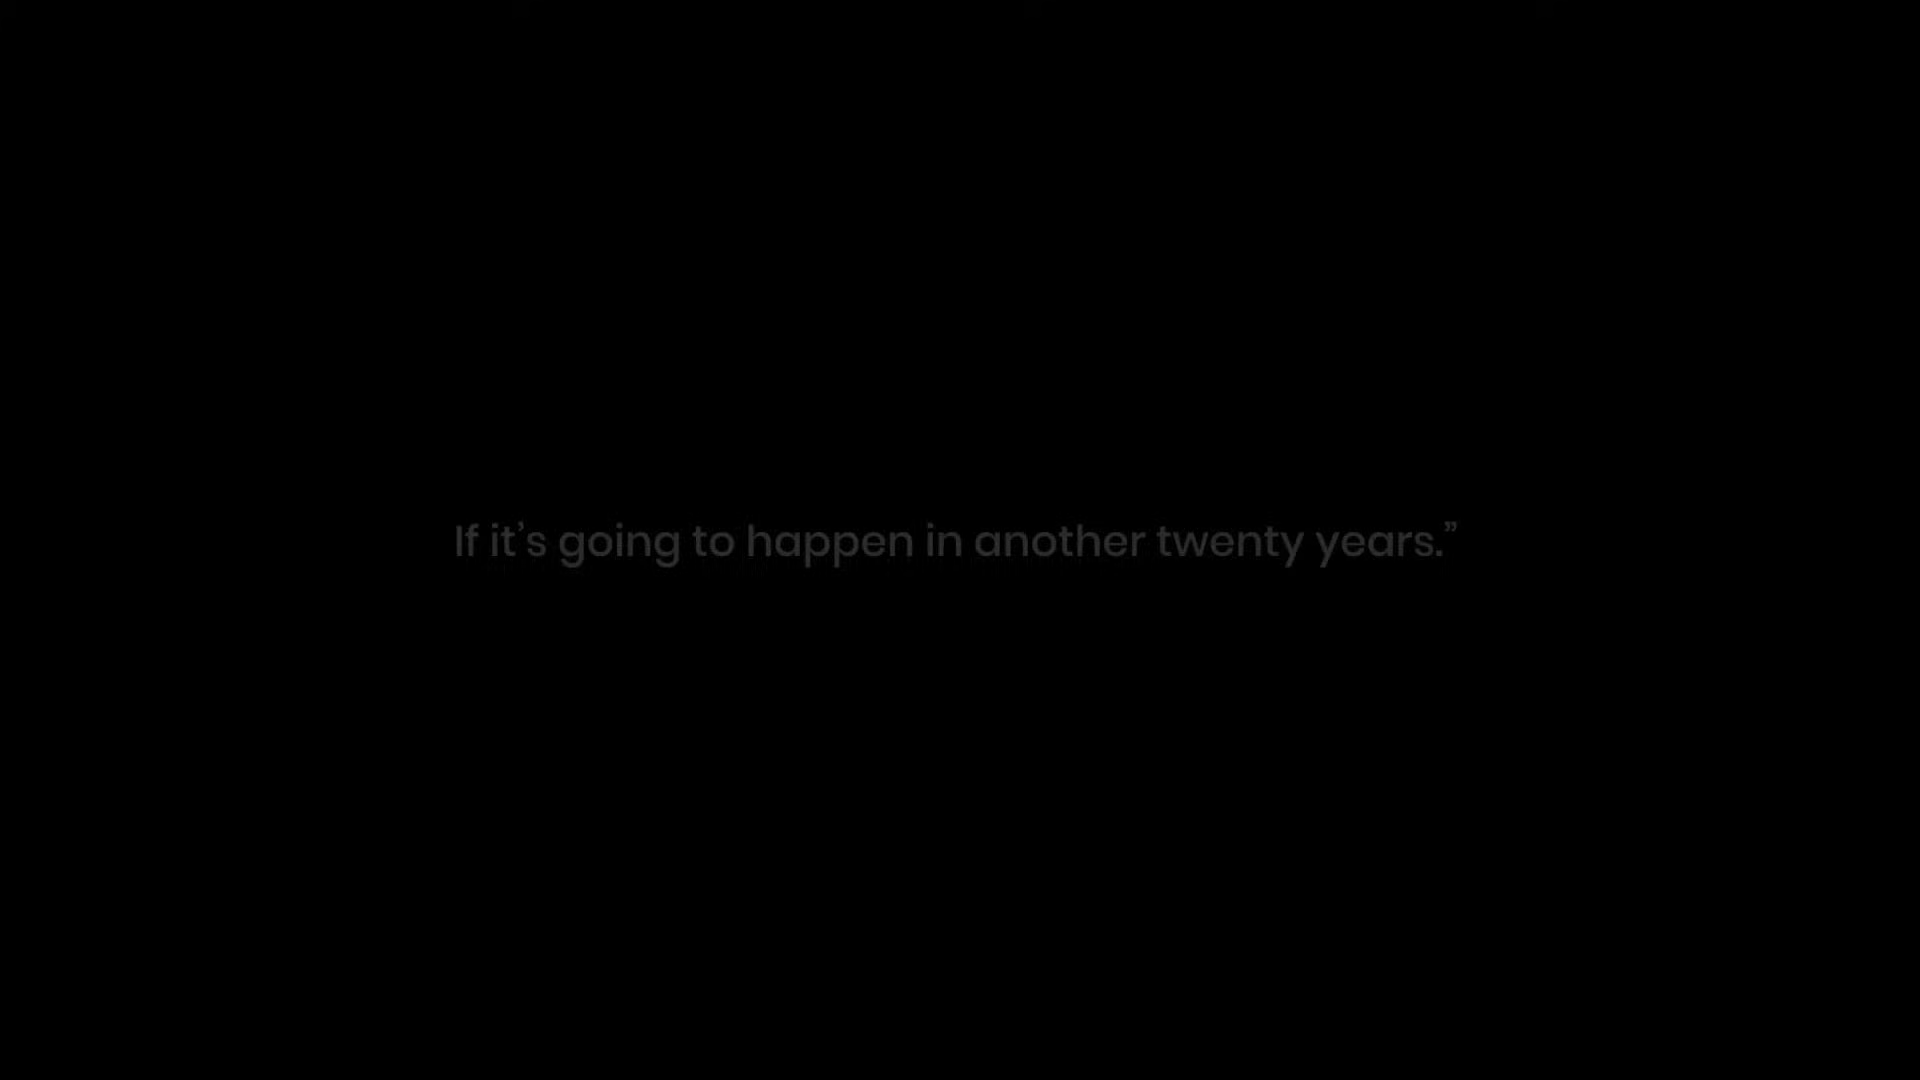 If it’s going to happen in another twenty years.”